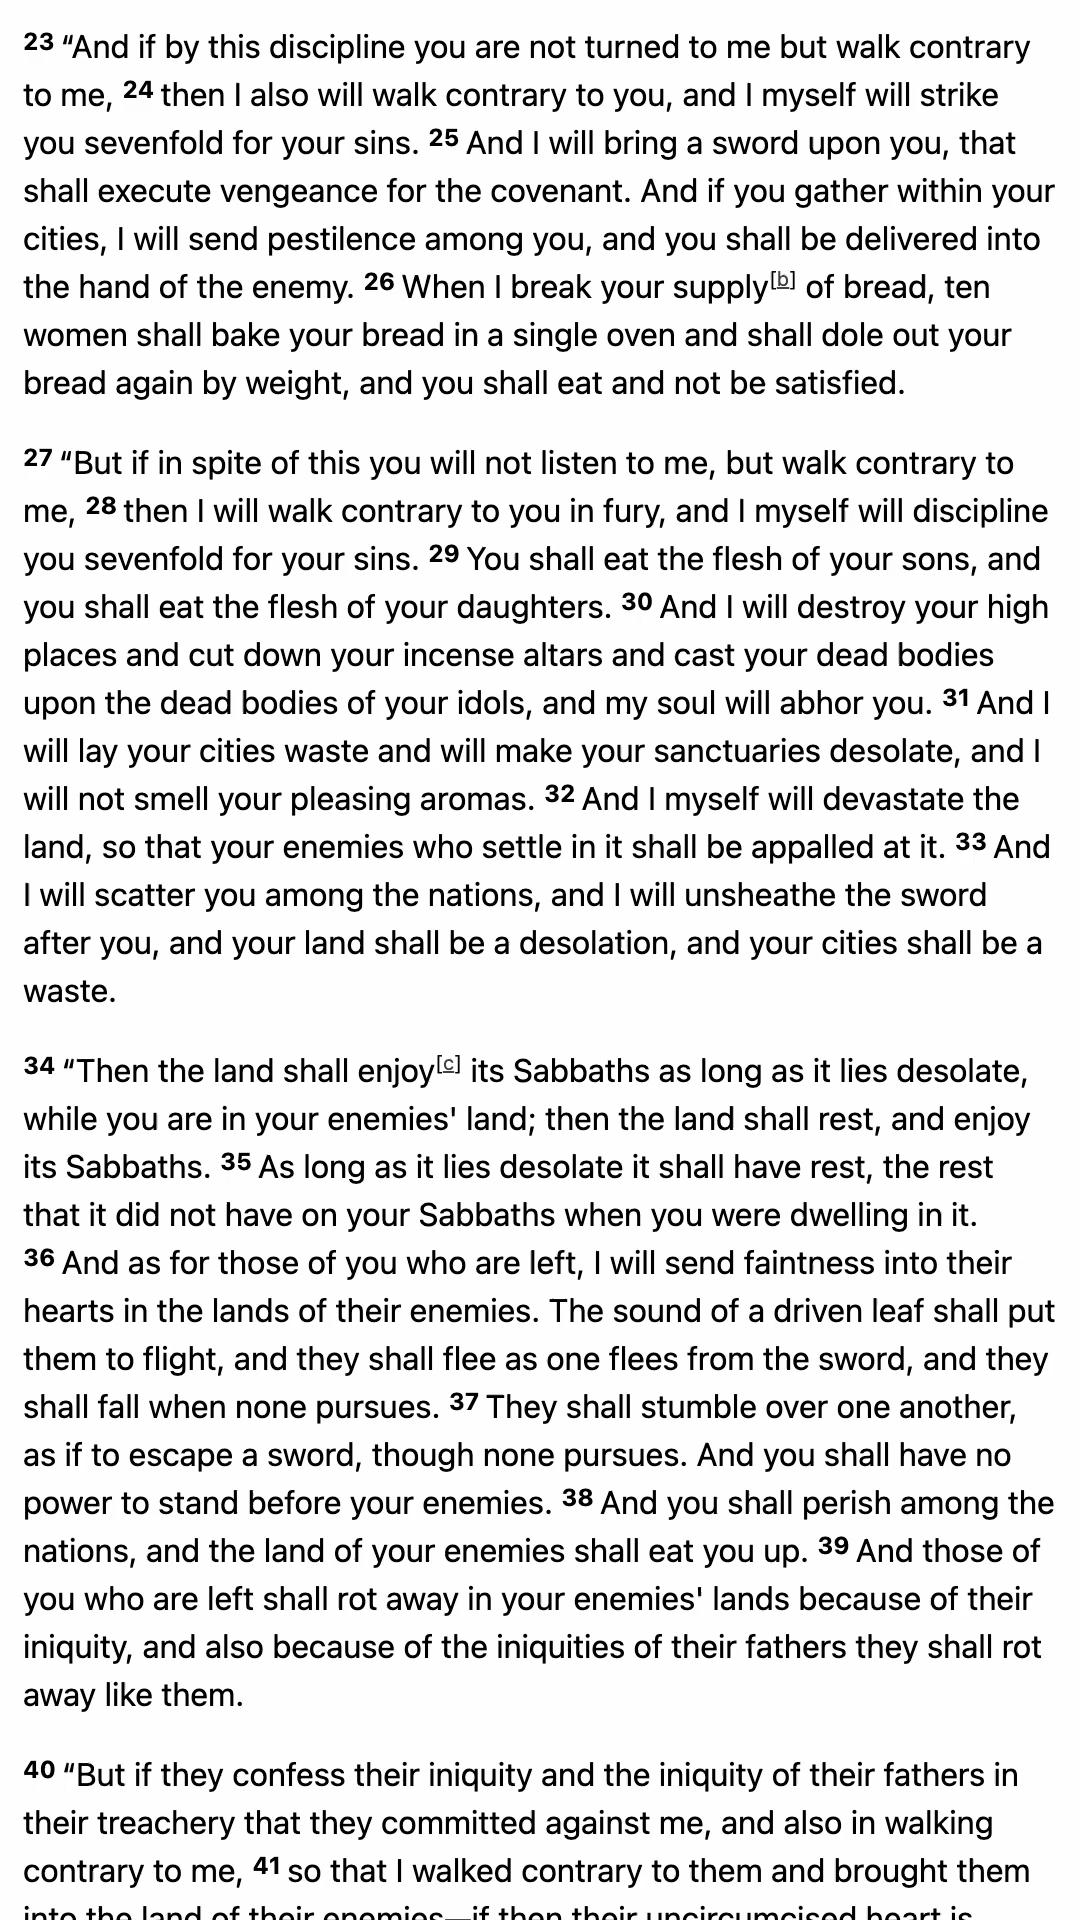 23 “And if by this discipline you are not turned to me but walk contrary
to me, 24 then I also will walk contrary to you, and I myself will strike
you sevenfold for your sins. 25 And I will bring a sword upon you, that
shall execute vengeance for the covenant. And if you gather within your
cities, I will send pestilence among you, and you shall be delivered into
the hand of the enemy. 26 When I break your supply[b] of bread, ten
women shall bake your bread in a single oven and shall dole out your
bread again by weight, and you shall eat and not be satisfied.
27 “But if in spite of this you will not listen to me, but walk contrary to
me, 28 then I will walk contrary to you in fury, and I myself will discipline
you sevenfold for your sins. 29 You shall eat the flesh of your sons, and
you shall eat the flesh of your daughters. 30 And I will destroy your high
places and cut down your incense altars and cast your dead bodies
upon the dead bodies of your idols, and my soul will abhor you. 31 And I
will lay your cities waste and will make your sanctuaries desolate, and I
will not smell your pleasing aromas. 32 And I myself will devastate the
land, so that your enemies who settle in it shall be appalled at it. 33 And
I will scatter you among the nations, and I will unsheathe the sword
after you, and your land shall be a desolation, and your cities shall be a
waste.
34 “Then the land shall enjoy[c] its Sabbaths as long as it lies desolate,
while you are in your enemies' land; then the land shall rest, and enjoy
its Sabbaths. 35 As long as it lies desolate it shall have rest, the rest
that it did not have on your Sabbaths when you were dwelling in it.
36 And as for those of you who are left, I will send faintness into their
hearts in the lands of their enemies. The sound of a driven leaf shall put
them to flight, and they shall flee as one flees from the sword, and they
shall fall when none pursues. 37 They shall stumble over one another,
as if to escape a sword, though none pursues. And you shall have no
power to stand before your enemies. 38 And you shall perish among the
nations, and the land of your enemies shall eat you up. 39 And those of
you who are left shall rot away in your enemies' lands because of their
iniquity, and also because of the iniquities of their fathers they shall rot
away like them.
40 “But if they confess their iniquity and the iniquity of their fathers in
their treachery that they committed against me, and also in walking
contrary to me, 41 so that I walked contrary to them and brought them
into the land of their enemies—if then their uncircumcised heart is